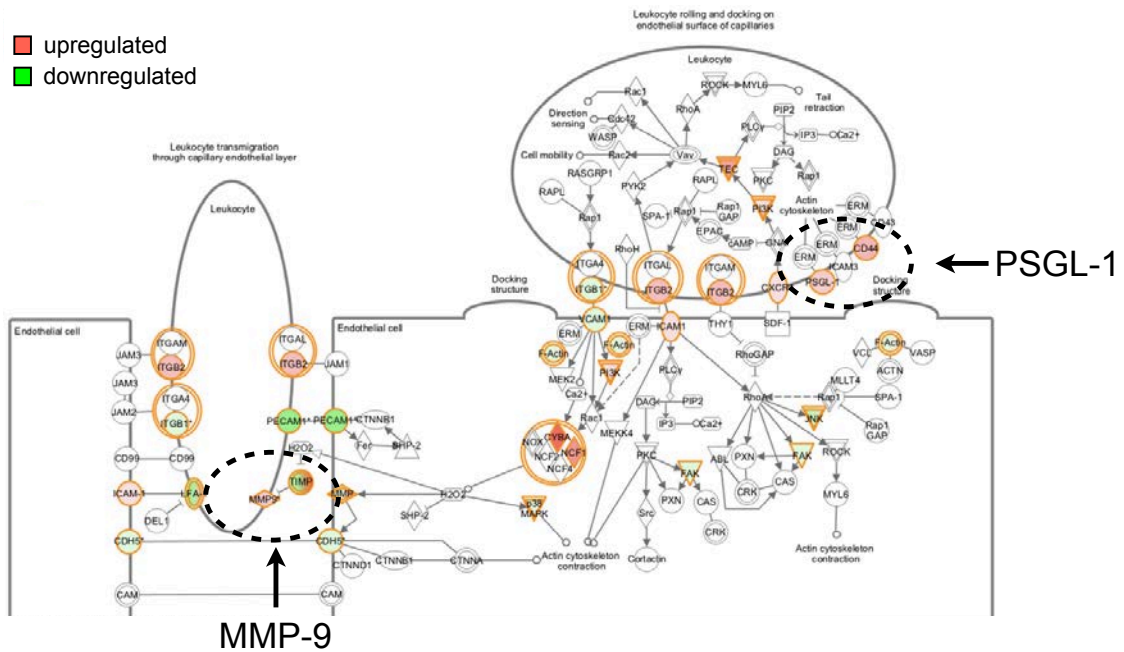 upregulated
downregulated
Leukocyte rolling and docking on
endothelial surface of capillaries
Leukocyte
Rac1
ROCK
MYL6
Tail
retraction
Direction
sensing
Cdc42
WASP
RhoA
PLCγ
PIP2
IP3
Ca2+
Cell mobility
Rac2
Vav
DAG
TEC
PKC
Rap1
RASGRP1
RAPL
PYK2
RAPL
PI3K
Actin
cytoskeleton
ERM
CD43
Rap1
SPA-1
Rap1
Rap1
GAP
EPAC
cAMP
ERM
ERM
CD44
RhoH
ERM
ICAM3
PSGL-1
ITGA4
ITGB1*
ITGAL
ITGB2
ITGAM
ITGB2
PSGL-1
Docking
structure
Docking
structure
Leukocyte transmigration
through capillary endothelial layer
Leukocyte
Endothelial cell
Endothelial cell
VCAM1
ERM
ERM
ICAM1
THY1
SDF-1
ITGAM
ITGB2
JAM3
ITGAL
ITGB2
JAM1
F-Actin
F-Actin
MEK2
PI3K
Ca2+
PLCγ
RhoGAP
F-Actin
VCL
VASP
ACTN
MLLT4
JAM3
JAM2
ITGA4
ITGB1*
PECAM1*
PECAM1*
CTNNB1
Fer
SHP-2
Rac1
MEKK4
DAG
PIP2
IP3
Ca2+
RhoA
Rap1
SPA-1
Rap1
GAP
JNK
CD99
CD99
H2O2
NOX
CYBA
NCF2
NCF1
NCF4
PKC
FAK
ABL
PXN
FAK
ROCK
ICAM-1
LFA-
MMP9*
TIMP
MMP
H2O2
p38
MAPK
PXN
CAS
CRK
CAS
DEL1
SHP-2
Src
CRK
MYL6
CDH5*
CDH5*
CTNND1
CTNNB1
CTNNA
Actin cytoskeleton
contraction
Cortactin
Actin cytoskeleton
contraction
CAM
CAM
MMP-9